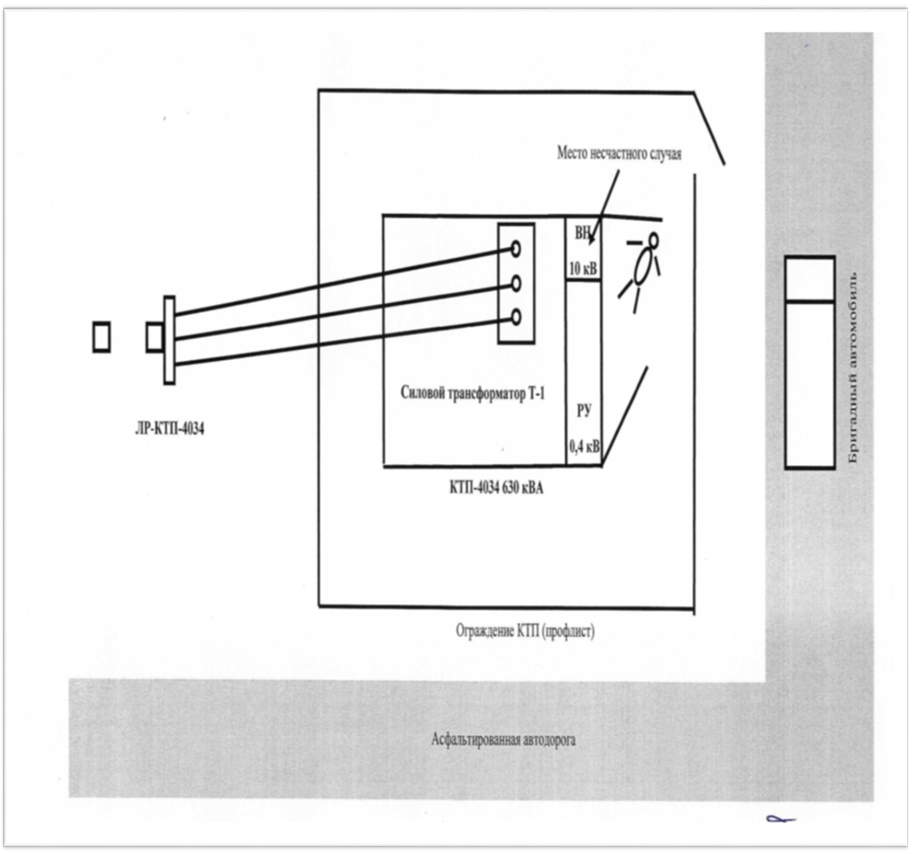 Место несчастного случая
ВН
10 кВ
Силовой трансформатор Т-1
РУ
0,4 кВ
ЛР-КТП-4034
КТП-4034 630 кВА
Бригадный автомобиль
Ограждение КТП (профлист)
Асфальтированная автодорога